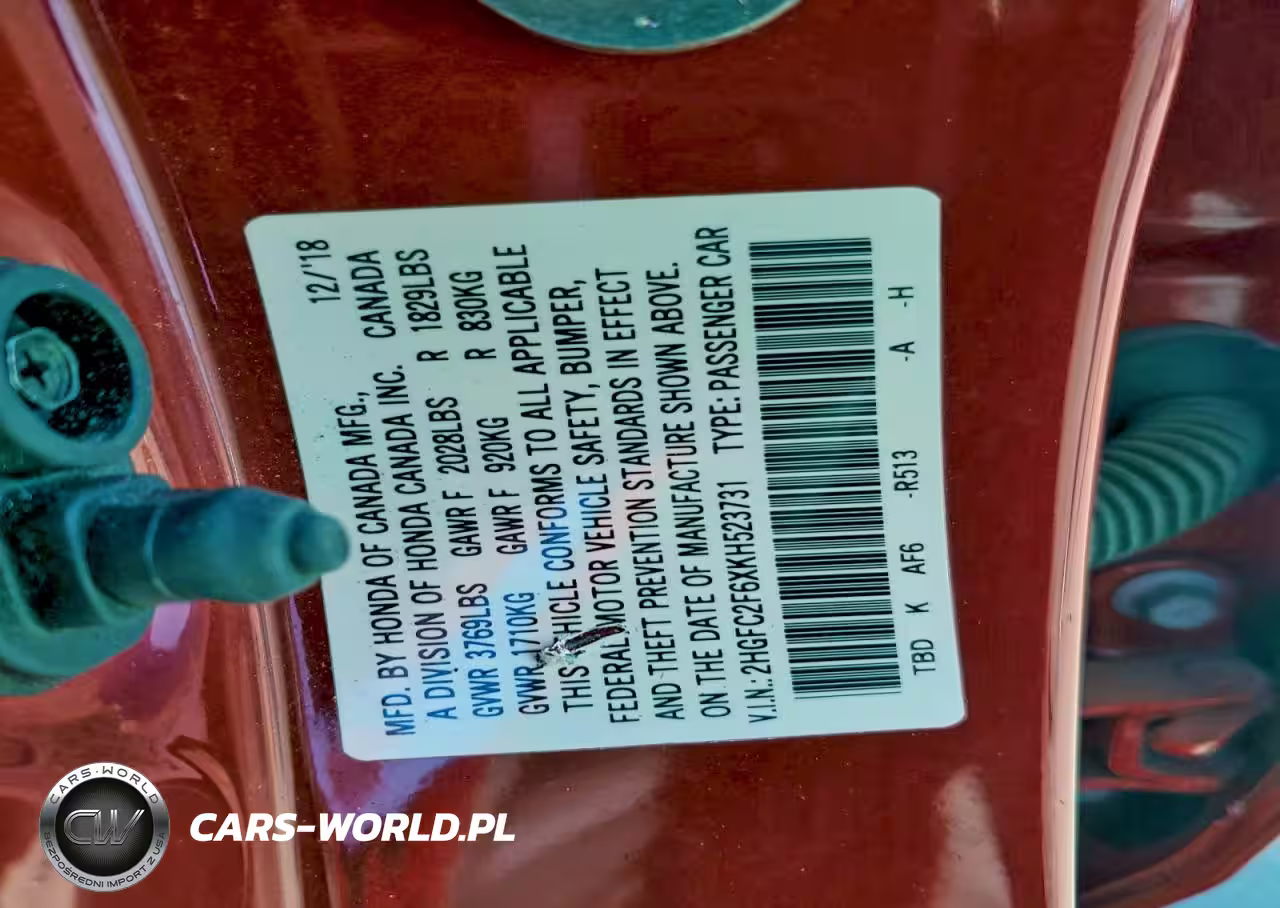 12/'18
MFD. BY HONDA OF CANADA MFG.,
A DIVISION OF HONDA CANADA INC. CANADA
GVWR 3769LBS GAWR F 2028LBS R 1829LBS
GVWR 1710KG GAWR F 920KG R 830KG
THIS VEHICLE CONFORMS TO ALL APPLICABLE
FEDERAL MOTOR VEHICLE SAFETY, BUMPER,
AND THEFT PREVENTION STANDARDS IN EFFECT
ON THE DATE OF MANUFACTURE SHOWN ABOVE.
V.I.N.: 2HGFC2F6XKH523731 TYPE: PASSENGER CAR
TBD K AF6 -R513 -A -H
CARS-WORLD
CW
BEZPOŚREDNI IMPORT Z USA
CARS-WORLD.PL